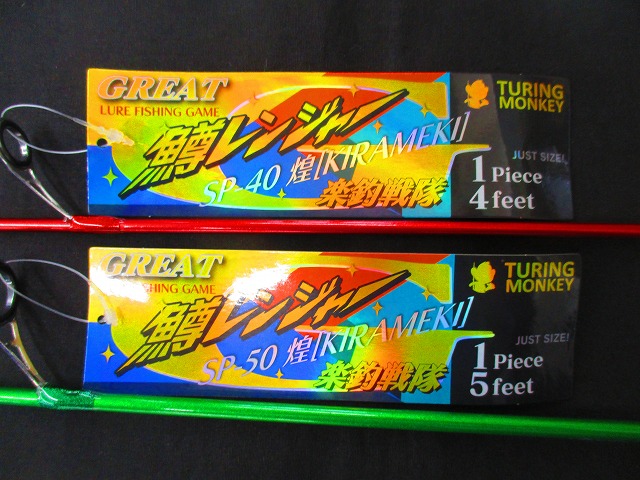 GREAT
LURE FISHING GAME
鱒レンジャー
SP-40 煌[KIRAMEKI]
楽釣戦隊
TURING
MONKEY
JUST SIZE!
1 Piece
4 feet
GREAT
FISHING GAME
鱒レンジャー
SP-50 煌[KIRAMEKI]
楽釣戦隊
TURING
MONKEY
JUST SIZE!
1 Piece
5 feet